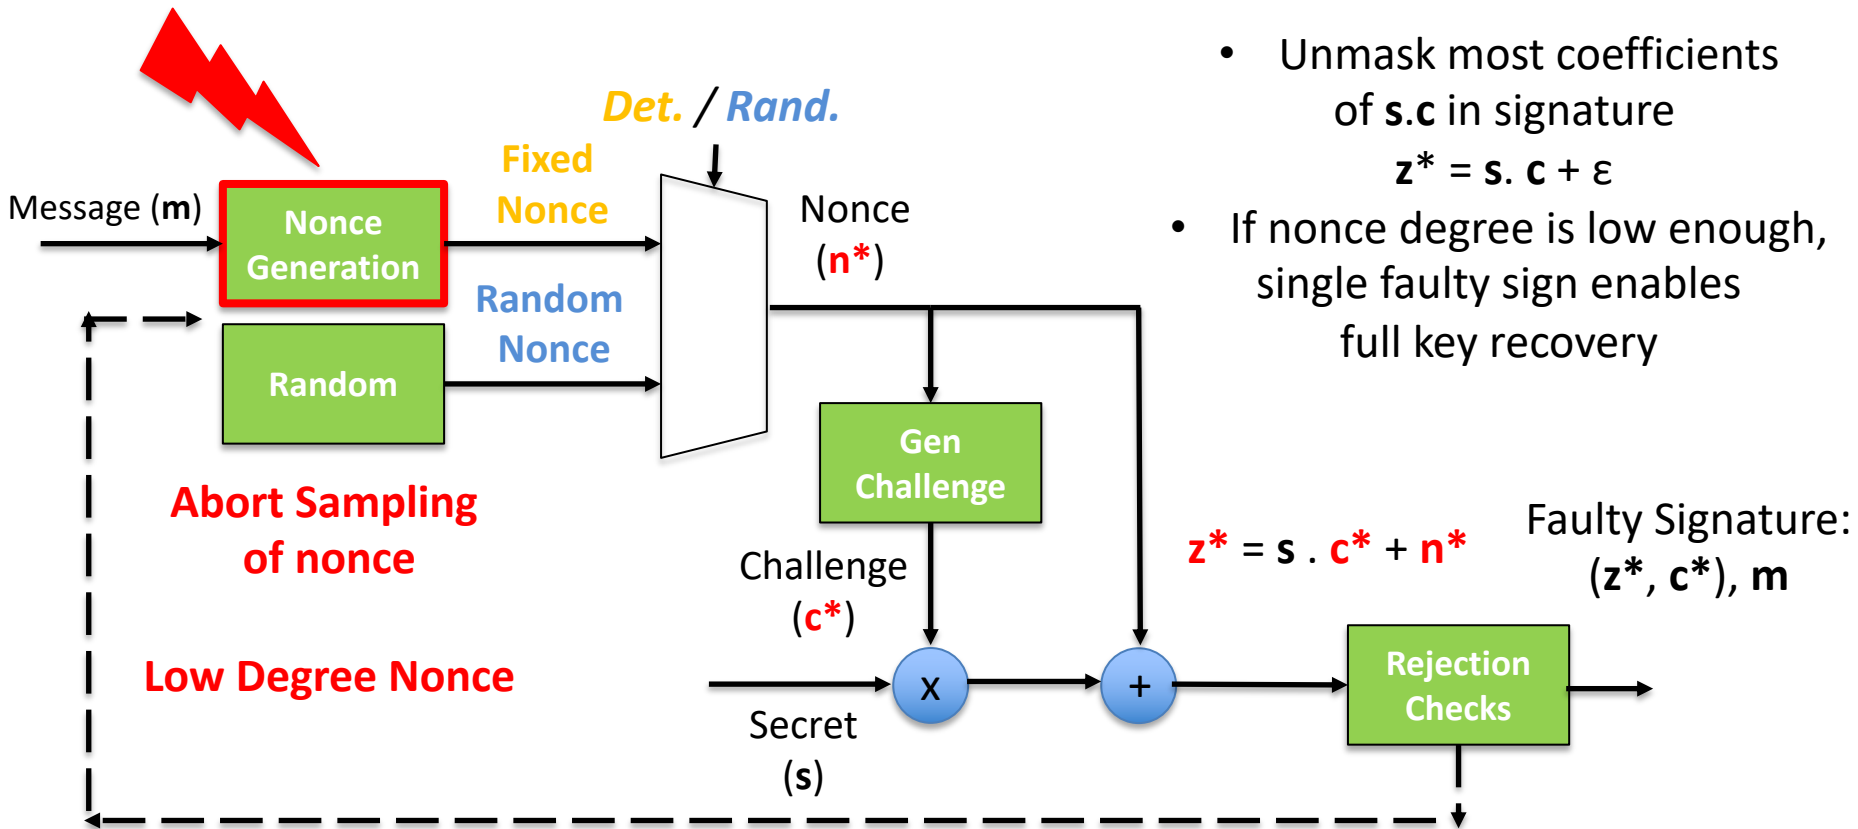 Det. / Rand.
Fixed
Nonce
Message (m)
Nonce
Generation
Nonce
(n*)
Random
Nonce
Random
Gen
Challenge
Abort Sampling
of nonce
Challenge
(c*)
Low Degree Nonce
Secret
(s)
x
+
z* = s . c* + n*
Rejection
Checks
Faulty Signature:
(z*, c*), m
• Unmask most coefficients
of s.c in signature
z* = s. c + ε
• If nonce degree is low enough,
single faulty sign enables
full key recovery